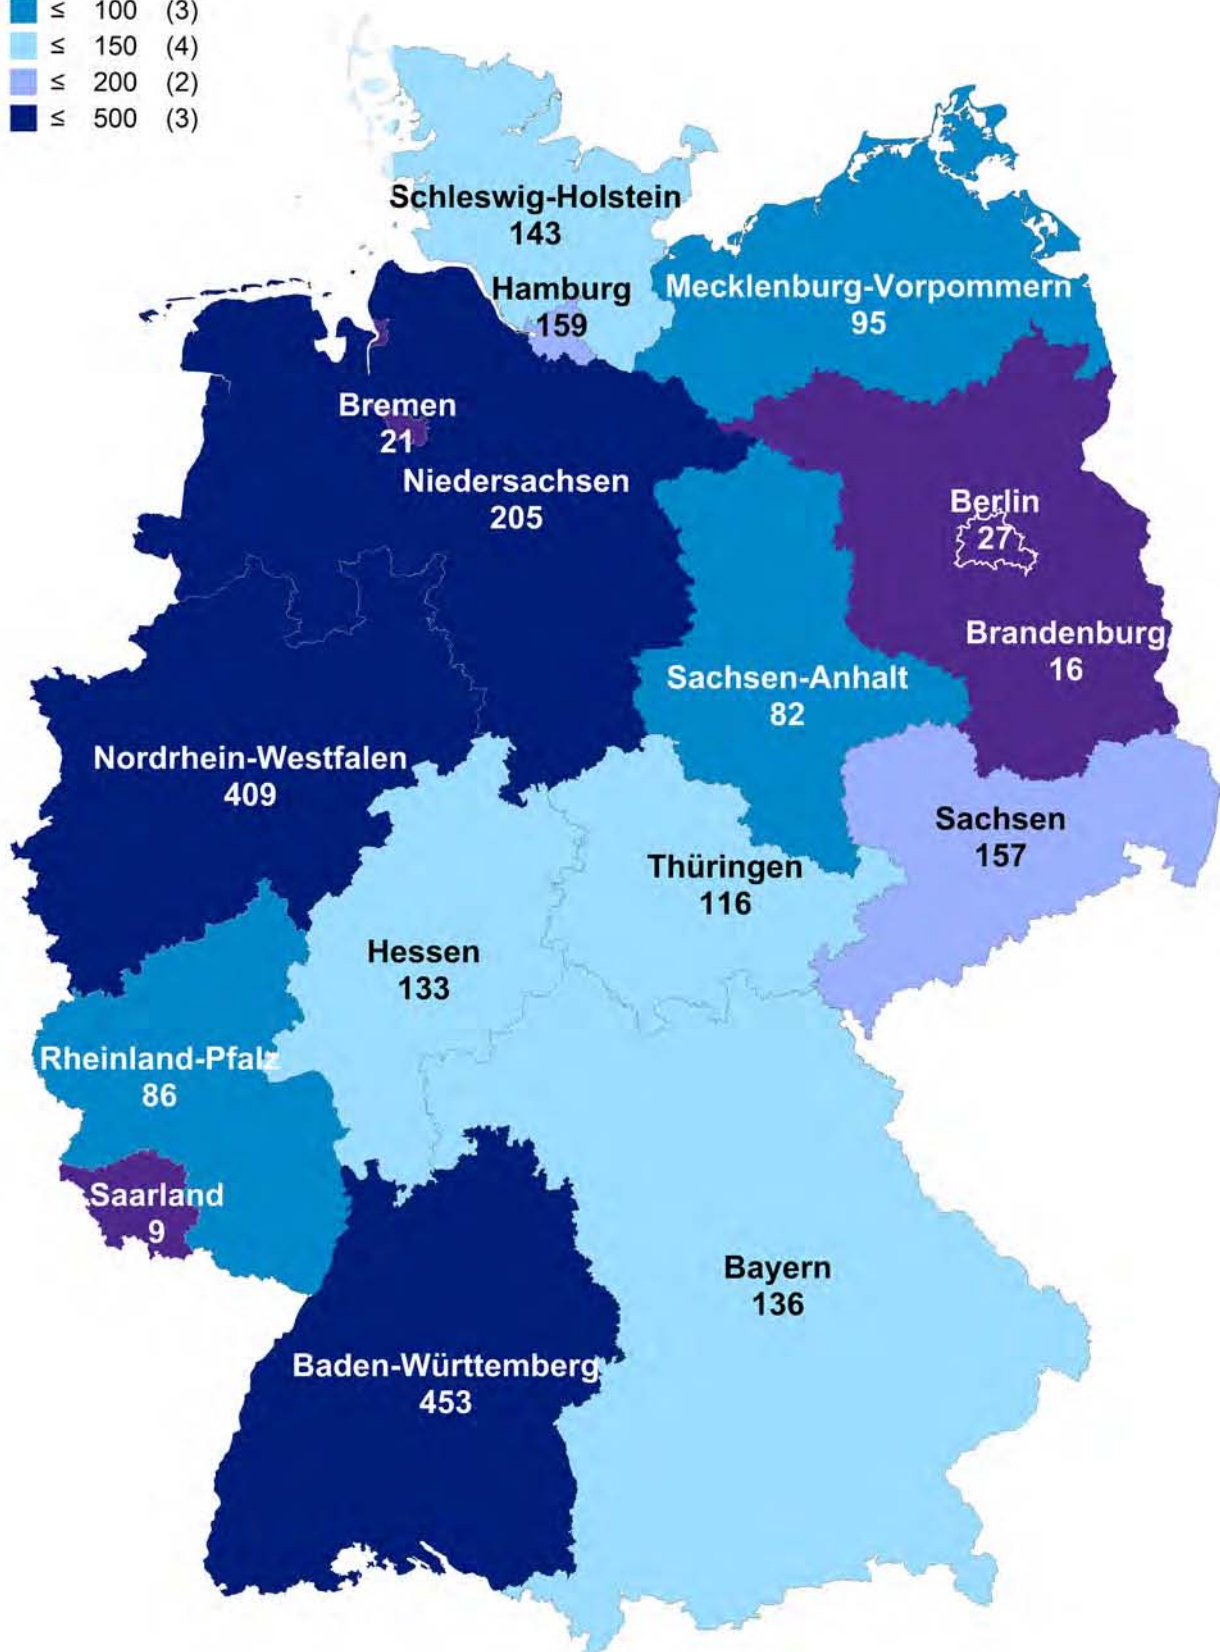 ≤ 100 (3)
≤ 150 (4)
≤ 200 (2)
≤ 500 (3)
Schleswig-Holstein
143
Hamburg
159
Mecklenburg-Vorpommern
95
Bremen
21
Niedersachsen
205
Berlin
27
Brandenburg
16
Sachsen-Anhalt
82
Nordrhein-Westfalen
409
Sachsen
157
Thüringen
116
Hessen
133
Rheinland-Pfalz
86
Saarland
9
Bayern
136
Baden-Württemberg
453